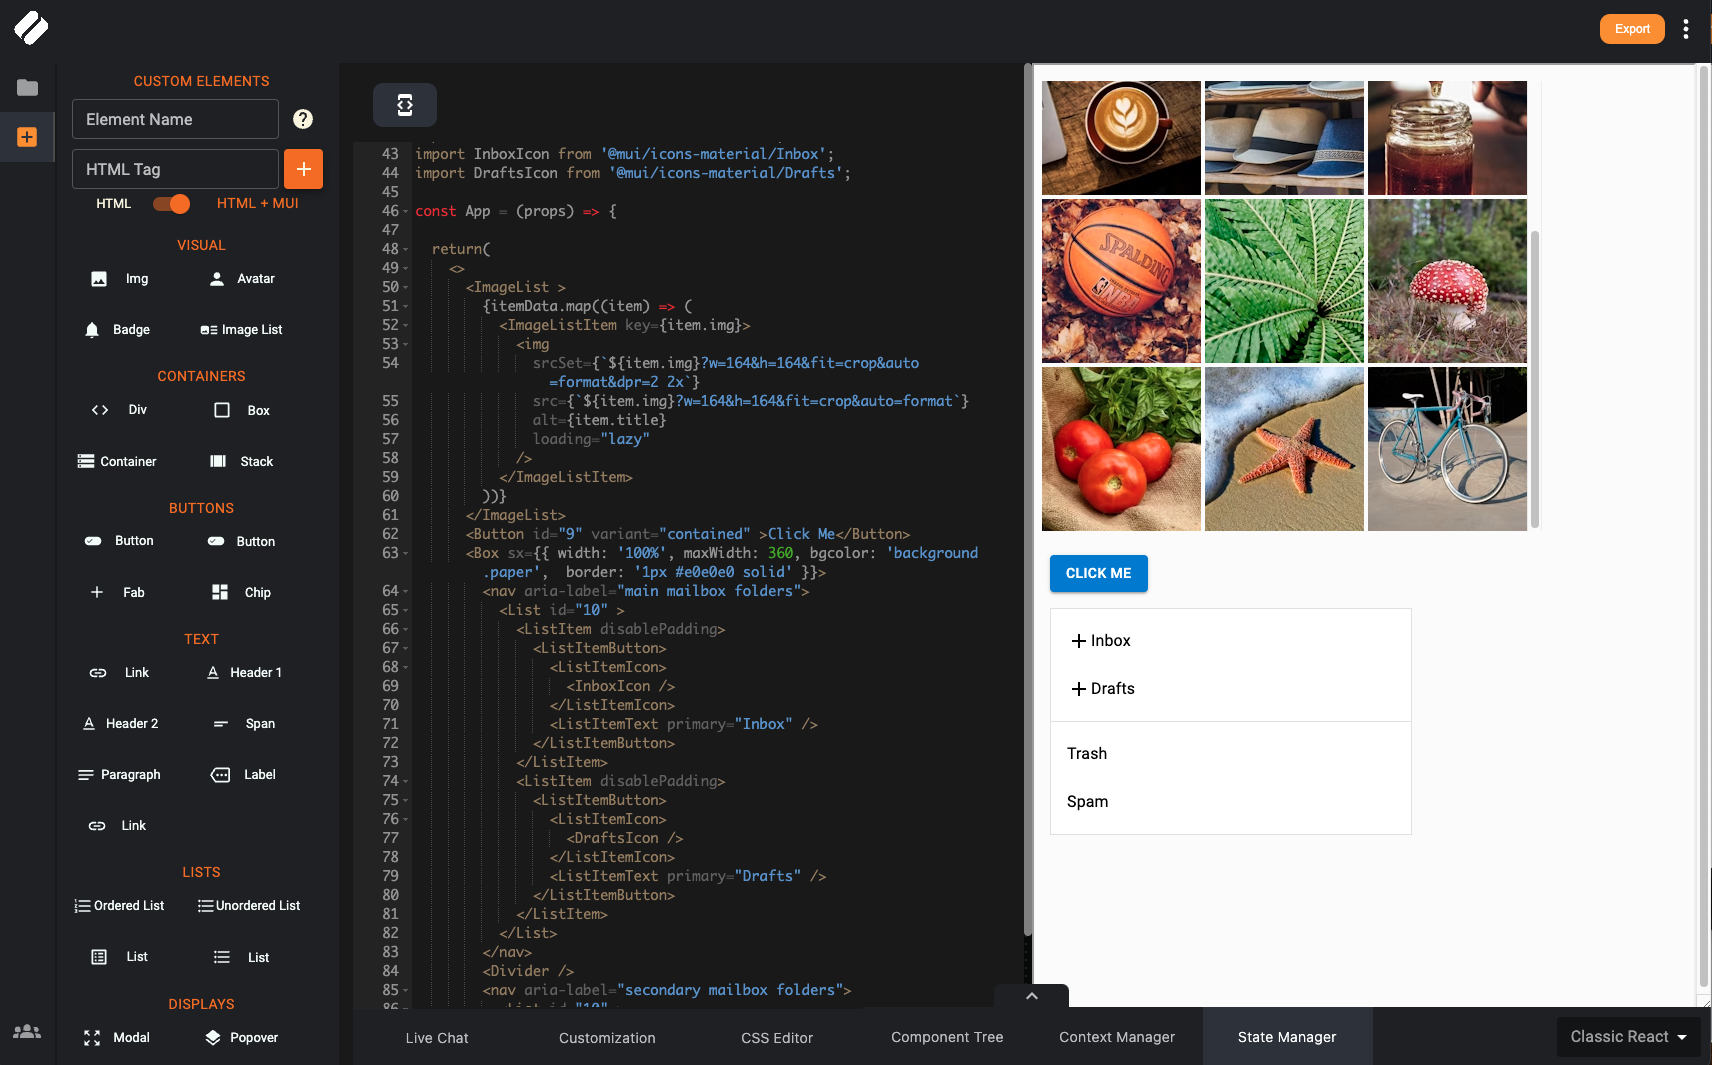 Export
CUSTOM ELEMENTS
Element Name
?
HTML Tag
+
HTML
HTML + MUI
VISUAL
Img
Avatar
Badge
Image List
CONTAINERS
Div
Box
Container
Stack
BUTTONS
Button
Button
Fab
Chip
TEXT
Link
Header 1
Header 2
Span
Paragraph
Label
Link
LISTS
Ordered List
Unordered List
List
List
DISPLAYS
Modal
Popover
43 import InboxIcon from '@mui/icons-material/Inbox';
44 import DraftsIcon from '@mui/icons-material/Drafts';
45
46 const App = (props) => {
47
48 return(
49 <>
50 <ImageList >
51 {itemData.map((item) => (
52 <ImageListItem key={item.img}>
53 <img
54 srcSet={`${item.img}?w=164&h=164&fit=crop&auto
=format&dpr=2 2x`}
55 src={`${item.img}?w=164&h=164&fit=crop&auto=format`}
56 alt={item.title}
57 loading="lazy"
58 />
59 </ImageListItem>
60 ))}
61 </ImageList>
62 <Button id="9" variant="contained" >Click Me</Button>
63 <Box sx={{ width: '100%', maxWidth: 360, bgcolor: 'background
.paper',  border: '1px #e0e0e0 solid' }}>
64 <nav aria-label="main mailbox folders">
65 <List id="10" >
66 <ListItem disablePadding>
67 <ListItemButton>
68 <ListItemIcon>
69 <InboxIcon />
70 </ListItemIcon>
71 <ListItemText primary="Inbox" />
72 </ListItemButton>
73 </ListItem>
74 <ListItem disablePadding>
75 <ListItemButton>
76 <ListItemIcon>
77 <DraftsIcon />
78 </ListItemIcon>
79 <ListItemText primary="Drafts" />
80 </ListItemButton>
81 </ListItem>
82 </List>
83 </nav>
84 <Divider />
85 <nav aria-label="secondary mailbox folders">
SPALDING
NBA
CLICK ME
Inbox
Drafts
Trash
Spam
Live Chat
Customization
CSS Editor
Component Tree
Context Manager
State Manager
Classic React